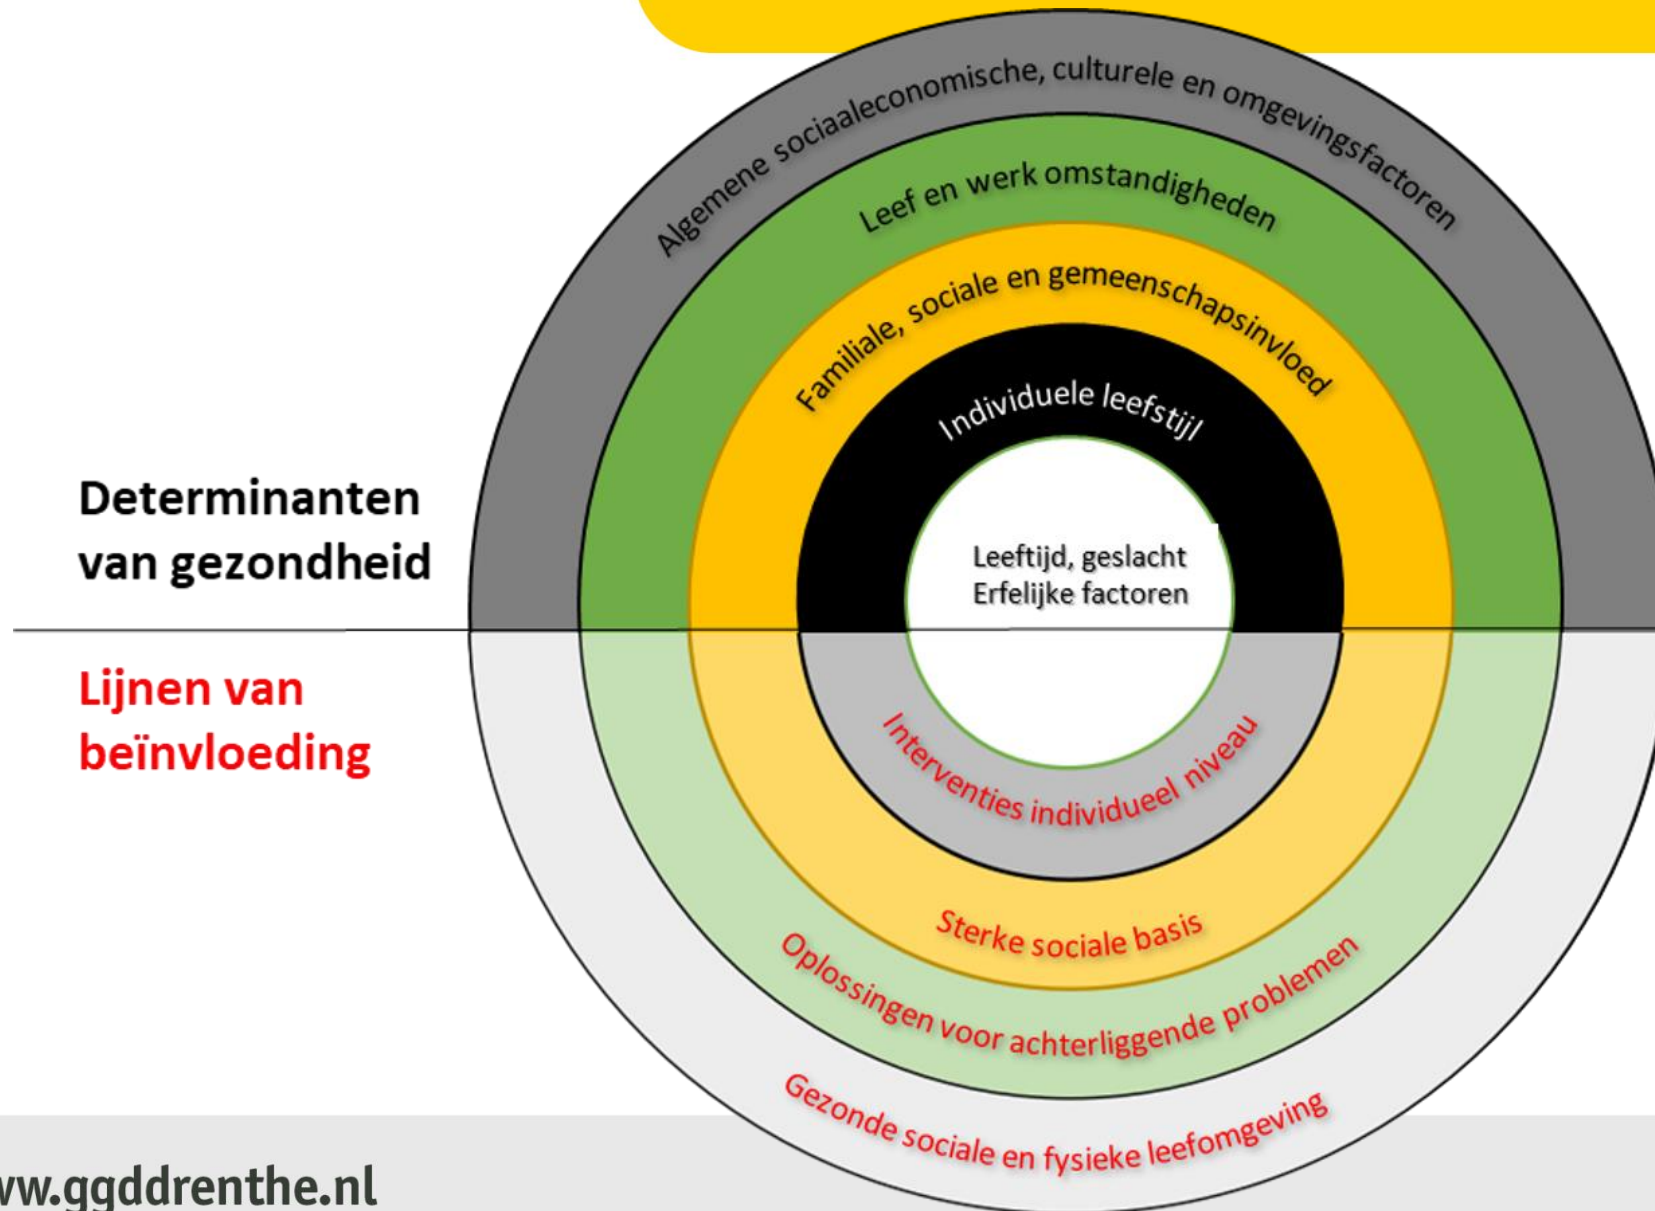 Algemene sociaaleconomische, culturele en omgevingsfactoren
Leef en werk omstandigheden
Familiale, sociale en gemeenschapsinvloed
Individuele leefstijl
Leeftijd, geslacht
Erfelijke factoren
Determinanten
van gezondheid
Lijnen van
beïnvloeding
Interventies individueel niveau
Sterke sociale basis
Oplossingen voor achterliggende problemen
Gezonde sociale en fysieke leefomgeving
w.ggddrenthe.nl